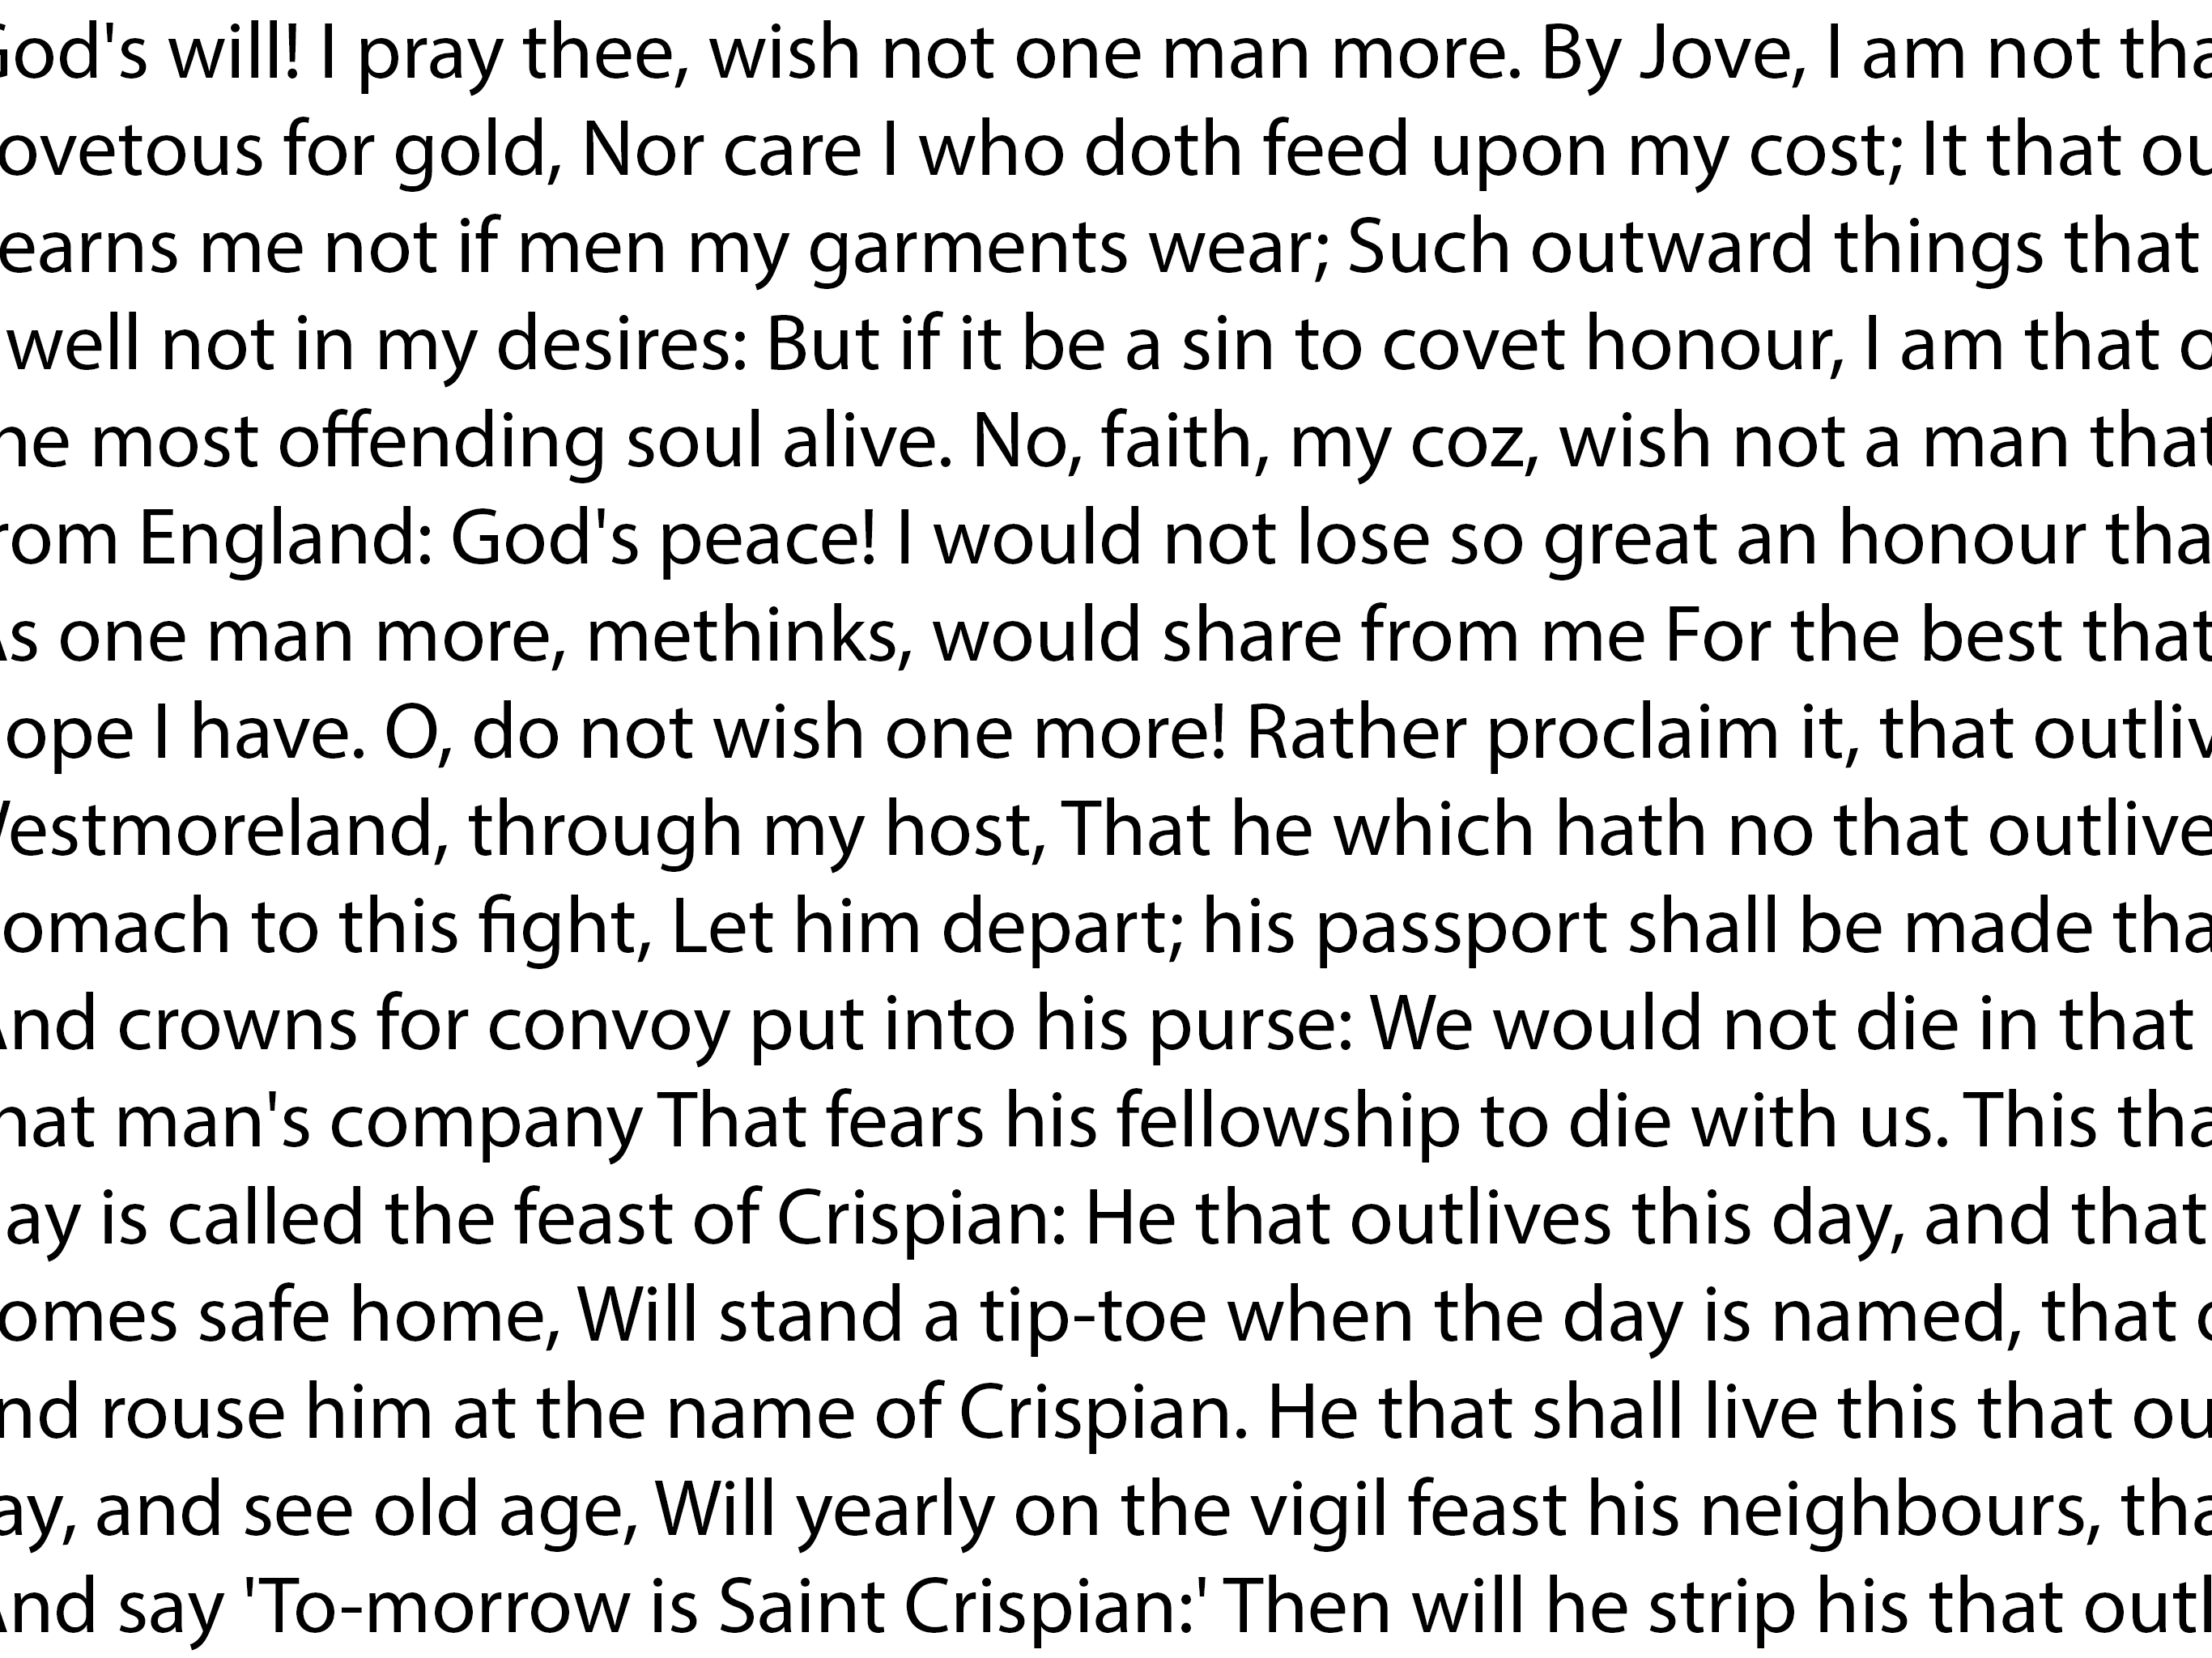 God's will! I pray thee, wish not one man more. By Jove, I am not tha
ovetous for gold, Nor care I who doth feed upon my cost; It that ou
earns me not if men my garments wear; Such outward things that
well not in my desires: But if it be a sin to covet honour, I am that o
he most offending soul alive. No, faith, my coz, wish not a man that
rom England: God's peace! I would not lose so great an honour tha
As one man more, methinks, would share from me For the best that
ope I have. O, do not wish one more! Rather proclaim it, that outliv
Westmoreland, through my host, That he which hath no that outlive
omach to this fight, Let him depart; his passport shall be made tha
And crowns for convoy put into his purse: We would not die in that
hat man's company That fears his fellowship to die with us. This tha
ay is called the feast of Crispian: He that outlives this day, and that
omes safe home, Will stand a tip-toe when the day is named, that o
nd rouse him at the name of Crispian. He that shall live this that ou
ay, and see old age, Will yearly on the vigil feast his neighbours, tha
And say 'To-morrow is Saint Crispian:' Then will he strip his that outl